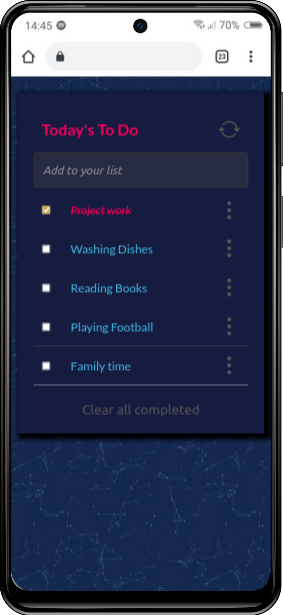 14:45 70%
23
Today's To Do
Add to your list
Project work
Washing Dishes
Reading Books
Playing Football
Family time
Clear all completed